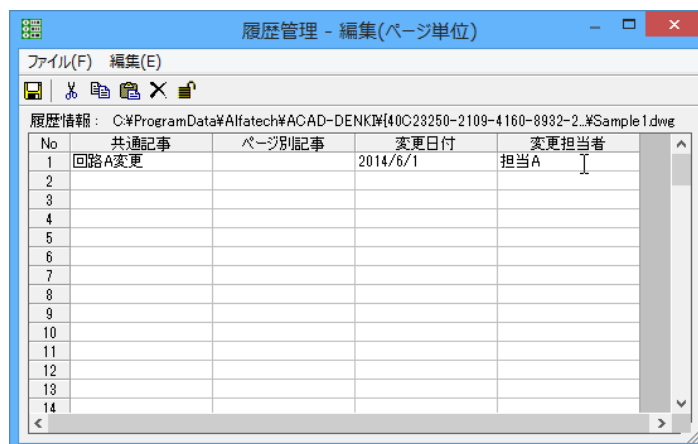 履歴管理 - 編集(ページ単位)
ファイル(F) 編集(E)
履歴情報： C:¥ProgramData¥Alfatech¥ACAD-DENKI¥{40C23250-2109-4160-8932-2..¥Sample1.dwg
No 共通記事 ページ別記事 変更日付 変更担当者
1 回路A変更 2014/6/1 担当A
2
3
4
5
6
7
8
9
10
11
12
13
14